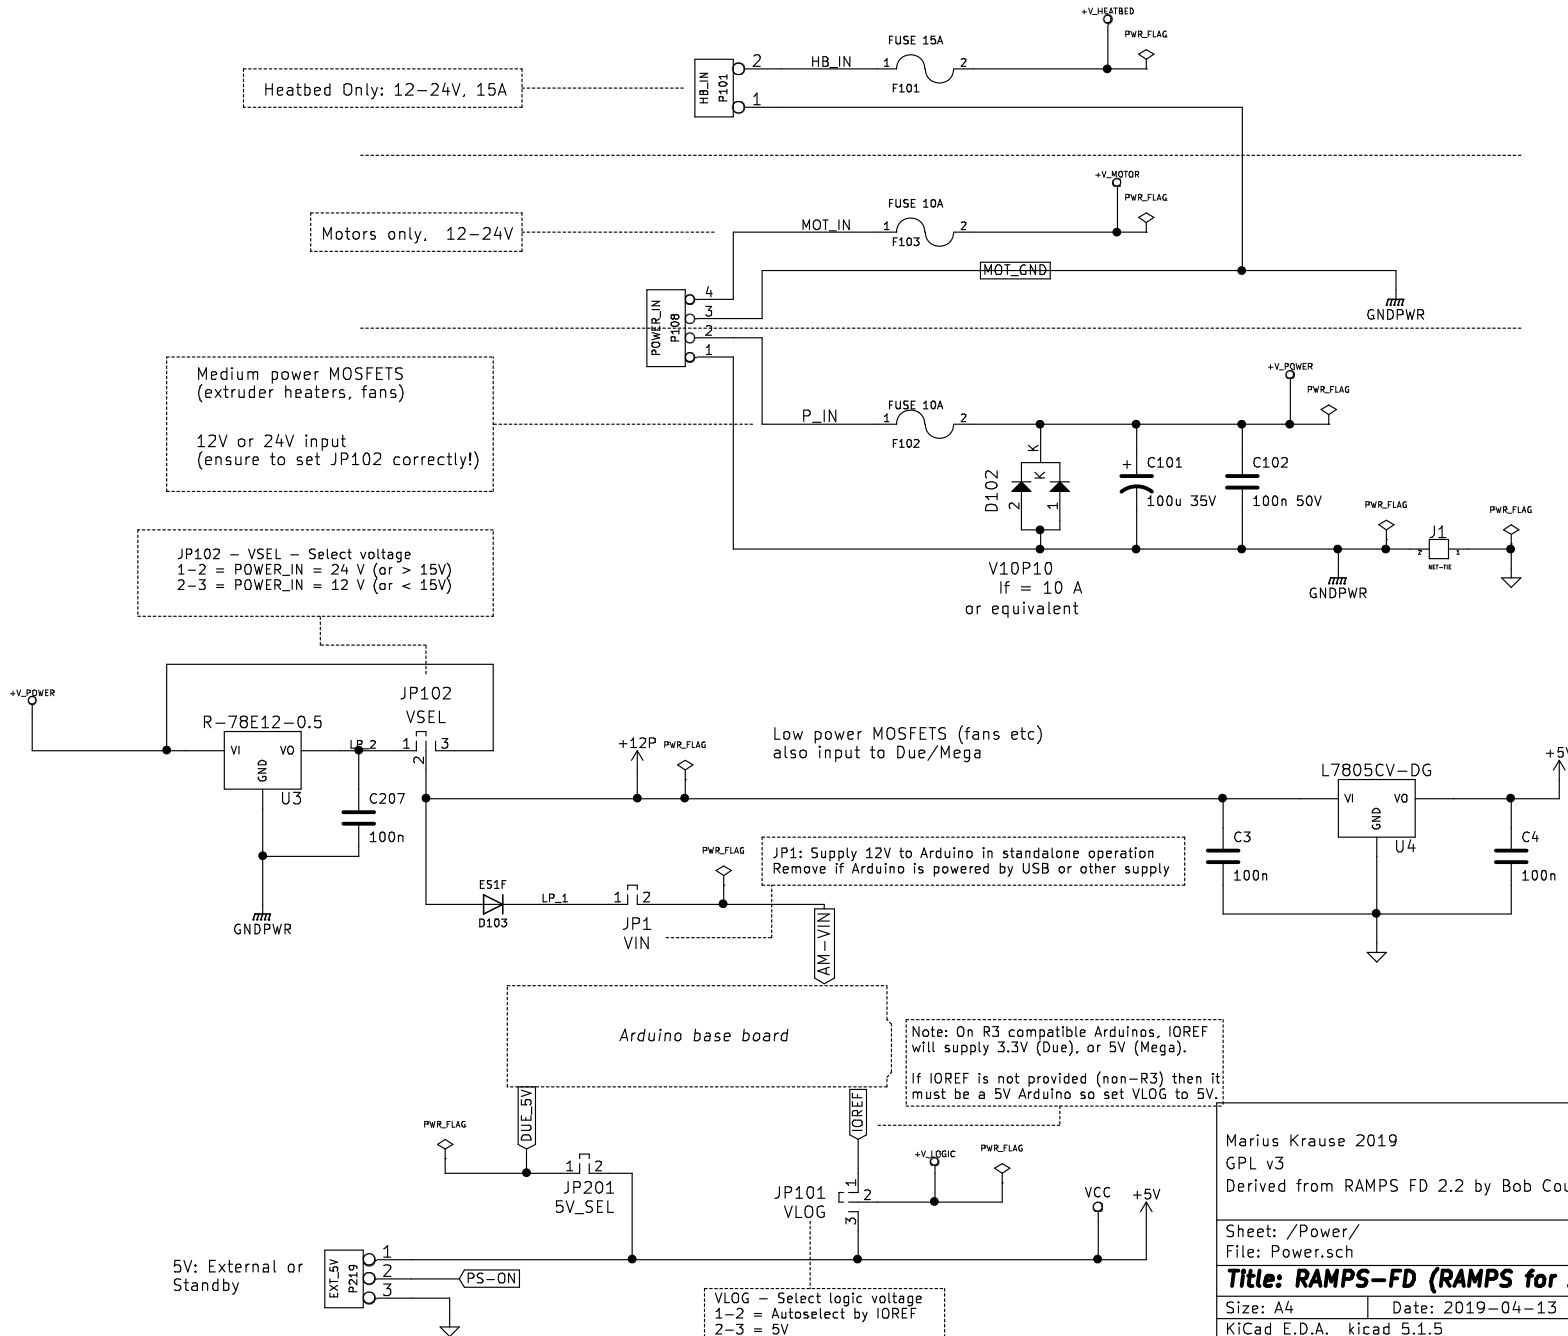 +V_HEATBED
PWR_FLAG
FUSE 15A
HB_IN
1
2
F101
HB_IN
P101
2
1
Heatbed Only: 12-24V, 15A
+V_MOTOR
PWR_FLAG
FUSE 10A
MOT_IN
1
2
F103
Motors only, 12-24V
MOT_GND
GNDPWR
POWER_IN
P108
4
3
2
1
Medium power MOSFETS
(extruder heaters, fans)
12V or 24V input
(ensure to set JP102 correctly!)
+V_POWER
PWR_FLAG
FUSE 10A
P_IN
1
2
F102
D102
K
K
2
1
V10P10
If = 10 A
or equivalent
+
C101
100u 35V
C102
100n 50V
PWR_FLAG
GNDPWR
J1
2
1
NET-TIE
PWR_FLAG
JP102 - VSEL - Select voltage
1-2 = POWER_IN = 24 V (or > 15V)
2-3 = POWER_IN = 12 V (or < 15V)
+V_POWER
R-78E12-0.5
VI
VO
GND
U3
LP_2
JP102
VSEL
1
3
2
C207
100n
GNDPWR
+12P
PWR_FLAG
Low power MOSFETS (fans etc)
also input to Due/Mega
L7805CV-DG
VI
VO
GND
U4
+5V
C3
100n
C4
100n
JP1: Supply 12V to Arduino in standalone operation
Remove if Arduino is powered by USB or other supply
E51F
D103
LP_1
1
2
JP1
VIN
PWR_FLAG
AM-VIN
Arduino base board
Note: On R3 compatible Arduinos, IOREF
will supply 3.3V (Due), or 5V (Mega).
If IOREF is not provided (non-R3) then it
must be a 5V Arduino so set VLOG to 5V.
DUE_5V
IOREF
PWR_FLAG
1
2
JP201
5V_SEL
JP101
VLOG
1
2
3
+V_LOGIC
PWR_FLAG
VCC
+5V
5V: External or
Standby
EXT_5V
P219
1
2
3
PS-ON
VLOG - Select logic voltage
1-2 = Autoselect by IOREF
2-3 = 5V
Marius Krause 2019
GPL v3
Derived from RAMPS FD 2.2 by Bob Cou
Sheet: /Power/
File: Power.sch
Title: RAMPS-FD (RAMPS for
Size: A4
Date: 2019-04-13
KiCad E.D.A. kicad 5.1.5